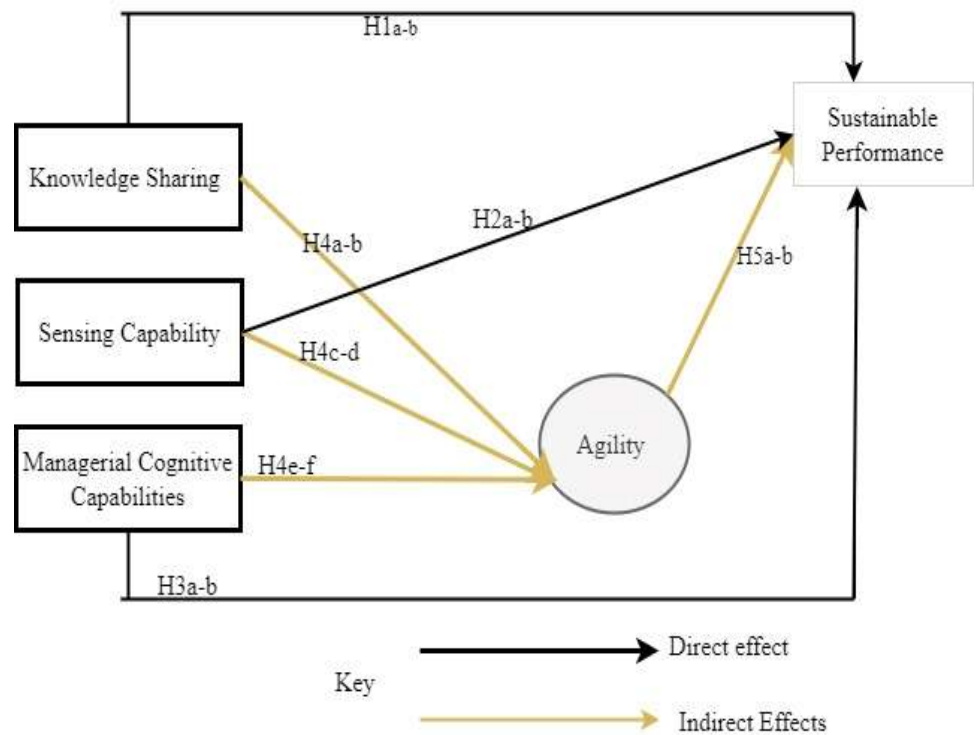 H1a-b
Sustainable
Performance
Knowledge Sharing
H2a-b
H4a-b
H5a-b
Sensing Capability
H4c-d
Agility
Managerial Cognitive
Capabilities
H4e-f
H3a-b
Direct effect
Key
Indirect Effects